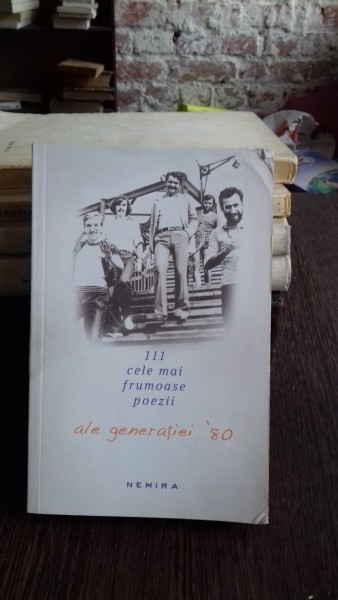 111
cele mai
frumoase
poezii
ale generației '80
NEMIRA